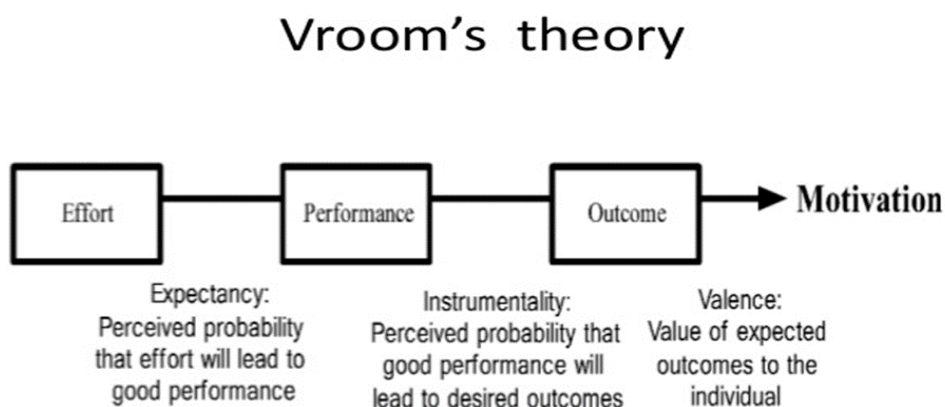 Vroom's theory
Effort
Performance
Outcome
Motivation
Expectancy:
Perceived probability
that effort will lead to
good performance
Instrumentality:
Perceived probability that
good performance will
lead to desired outcomes
Valence:
Value of expected
outcomes to the
individual